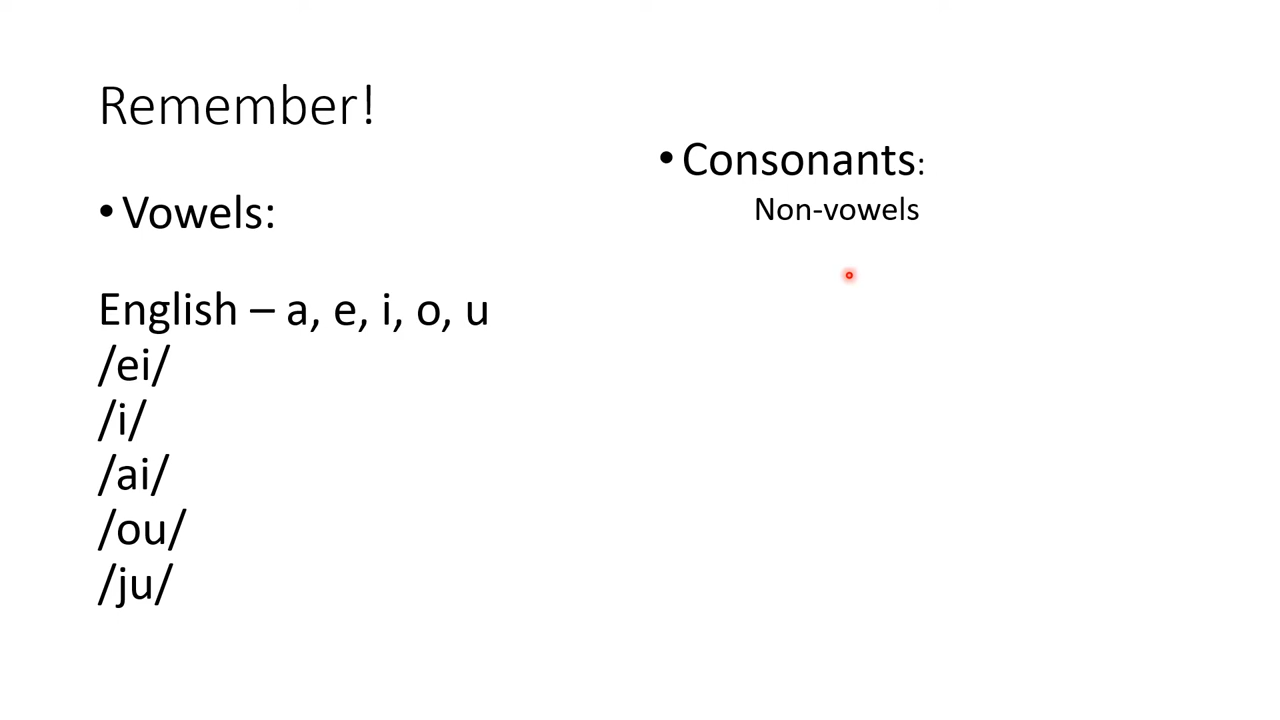 Remember!
• Vowels:
English – a, e, i, o, u
/ei/
/i/
/ai/
/ou/
/ju/
• Consonants:
Non-vowels